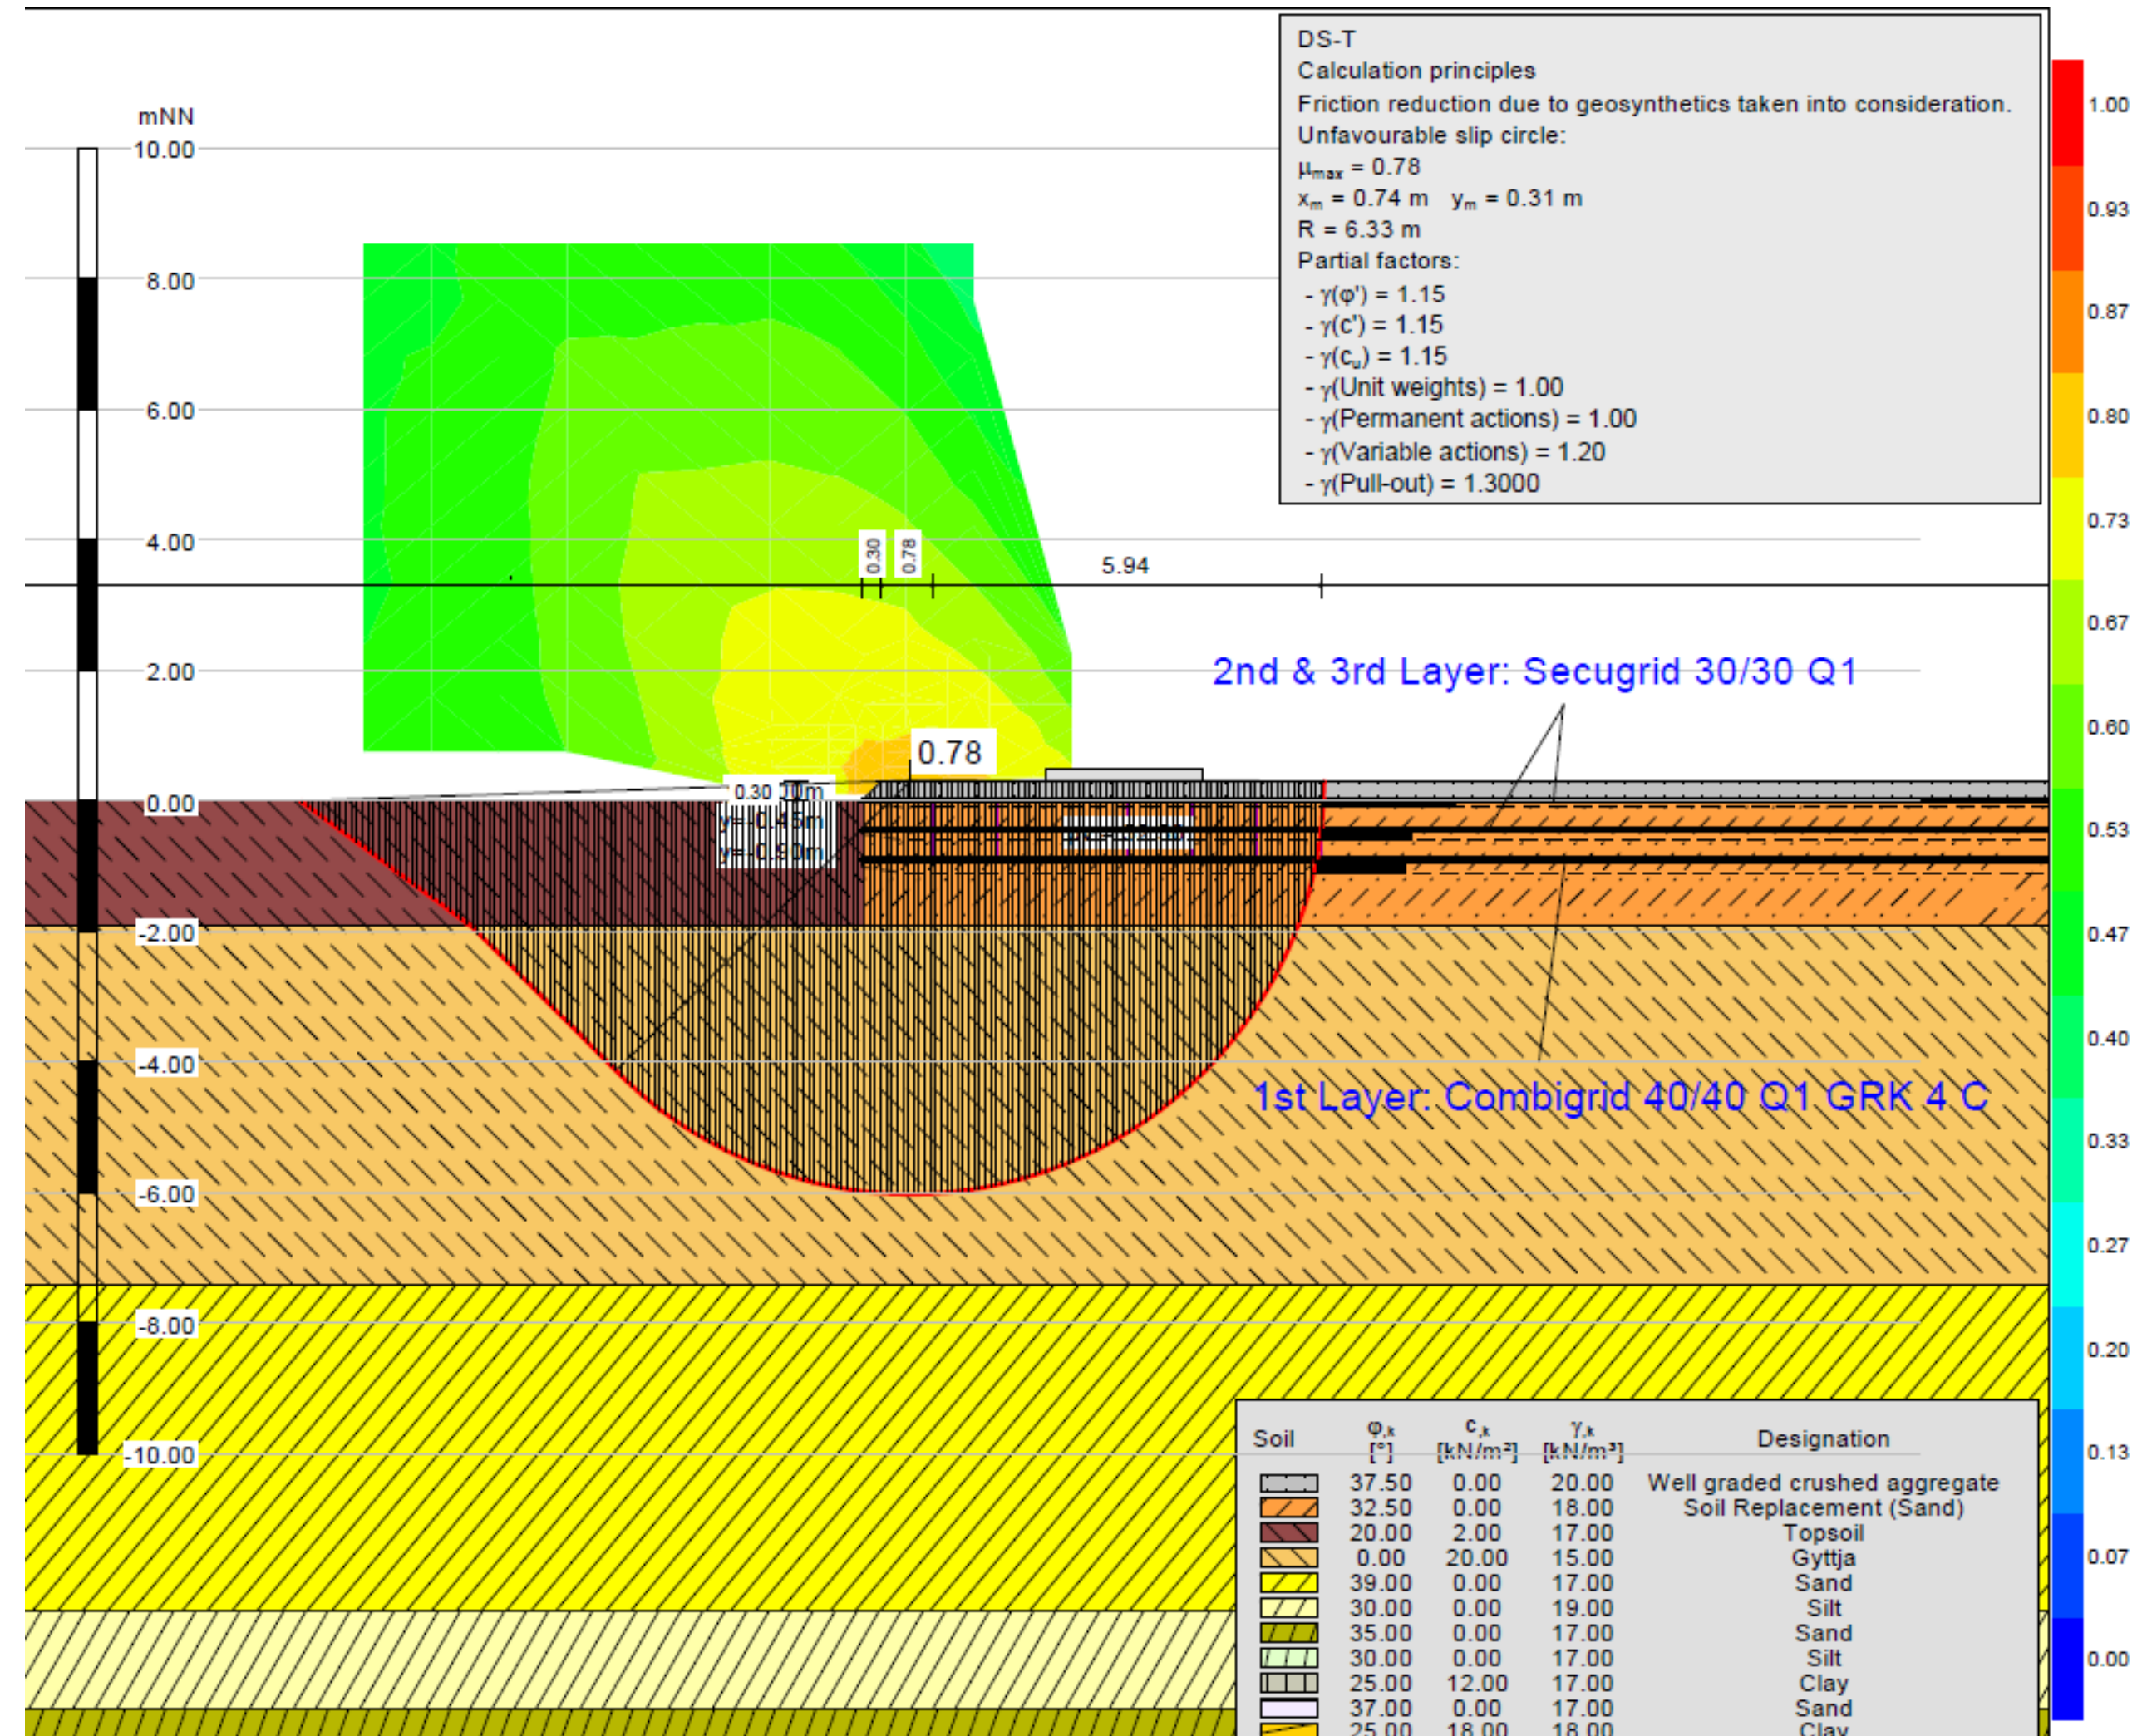 DS-T
Calculation principles
Friction reduction due to geosynthetics taken into consideration.
Unfavourable slip circle:
μmax = 0.78
xm = 0.74 m ym = 0.31 m
R = 6.33 m
Partial factors:
- γ(φ') = 1.15
- γ(c') = 1.15
- γ(cu) = 1.15
- γ(Unit weights) = 1.00
- γ(Permanent actions) = 1.00
- γ(Variable actions) = 1.20
- γ(Pull-out) = 1.3000
mNN
10.00
8.00
6.00
4.00
2.00
0.00
-2.00
-4.00
-6.00
-8.00
-10.00
0.30
0.78
5.94
2nd & 3rd Layer: Secugrid 30/30 Q1
0.78
0.30
y=-0.45m
y=-0.90m
1st Layer: Combigrid 40/40 Q1 GRK 4 C
Soil φ,k [°] c,k [kN/m²] γ,k [kN/m³] Designation
37.50 0.00 20.00 Well graded crushed aggregate
32.50 0.00 18.00 Soil Replacement (Sand)
20.00 2.00 17.00 Topsoil
0.00 20.00 15.00 Gyttja
39.00 0.00 17.00 Sand
30.00 0.00 19.00 Silt
35.00 0.00 17.00 Sand
30.00 0.00 17.00 Silt
25.00 12.00 17.00 Clay
37.00 0.00 17.00 Sand
25.00 18.00 18.00 Clay
1.00
0.93
0.87
0.80
0.73
0.67
0.60
0.53
0.47
0.40
0.33
0.27
0.20
0.13
0.07
0.00